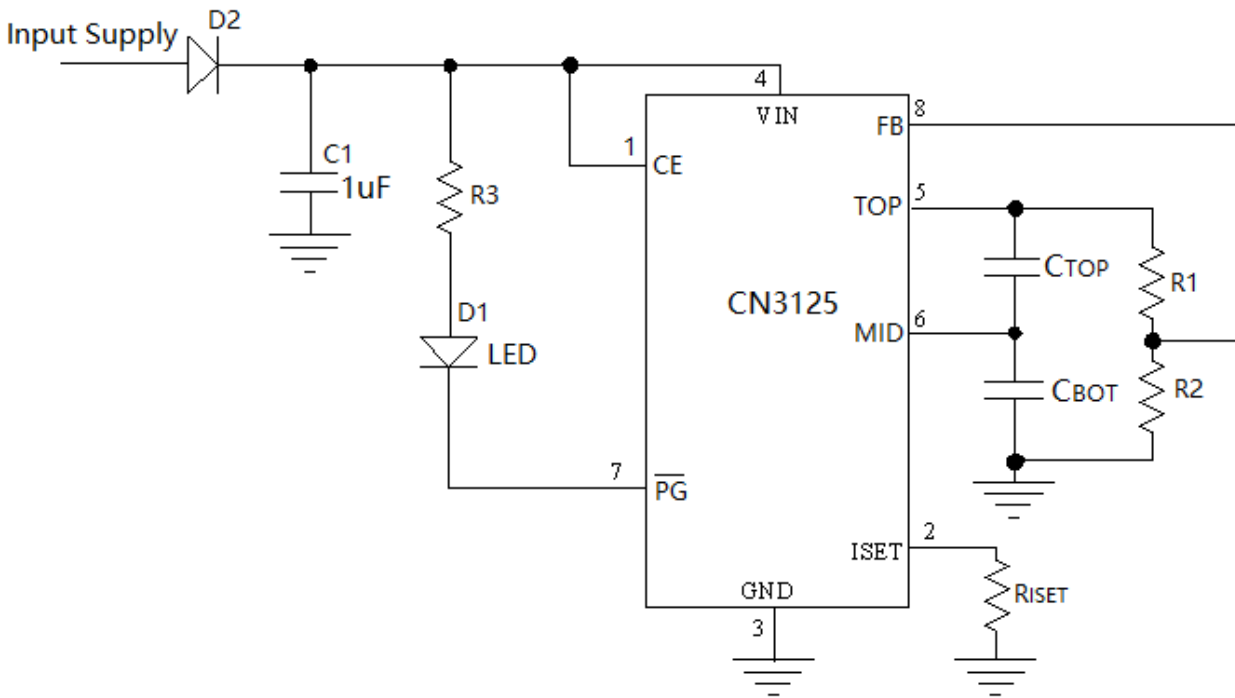 D2
Input Supply
4
VIN
8
FB
1
CE
C1
1uF
R3
5
TOP
CTOP
R1
CN3125
D1
LED
6
MID
CBOT
R2
7
PG
2
ISET
RISET
GND
3